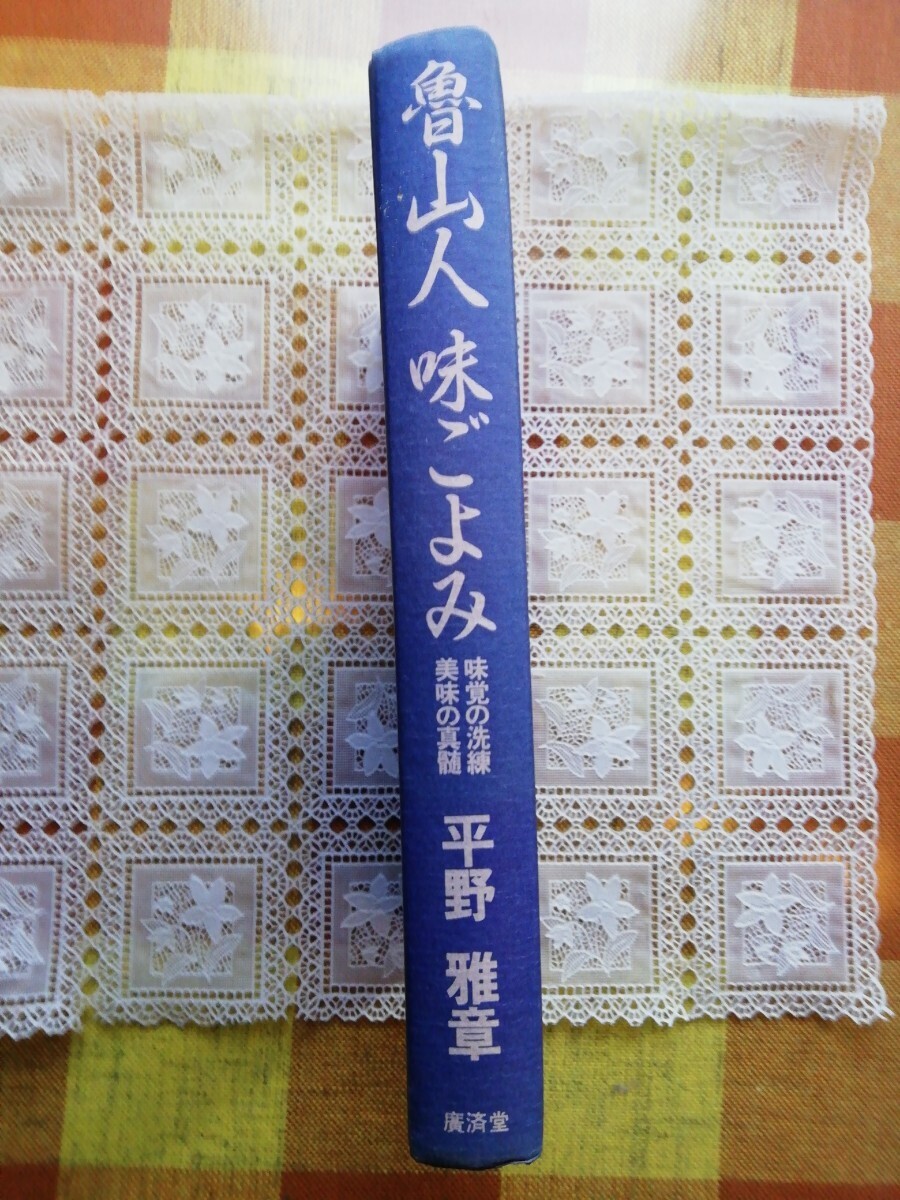 魯山人味ごよみ
味覚の洗練
美味の真髄
平野 雅章
廣済堂